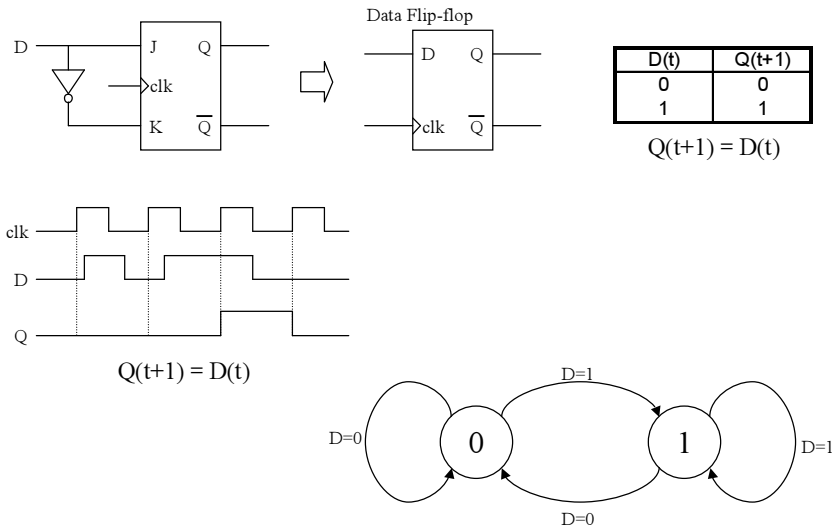 Data Flip-flop
D J Q
clk
K Q
D Q
clk Q
D(t) Q(t+1)
0 0
1 1
Q(t+1) = D(t)
clk
D
Q
Q(t+1) = D(t)
D=1
D=0 0 1 D=1
D=0